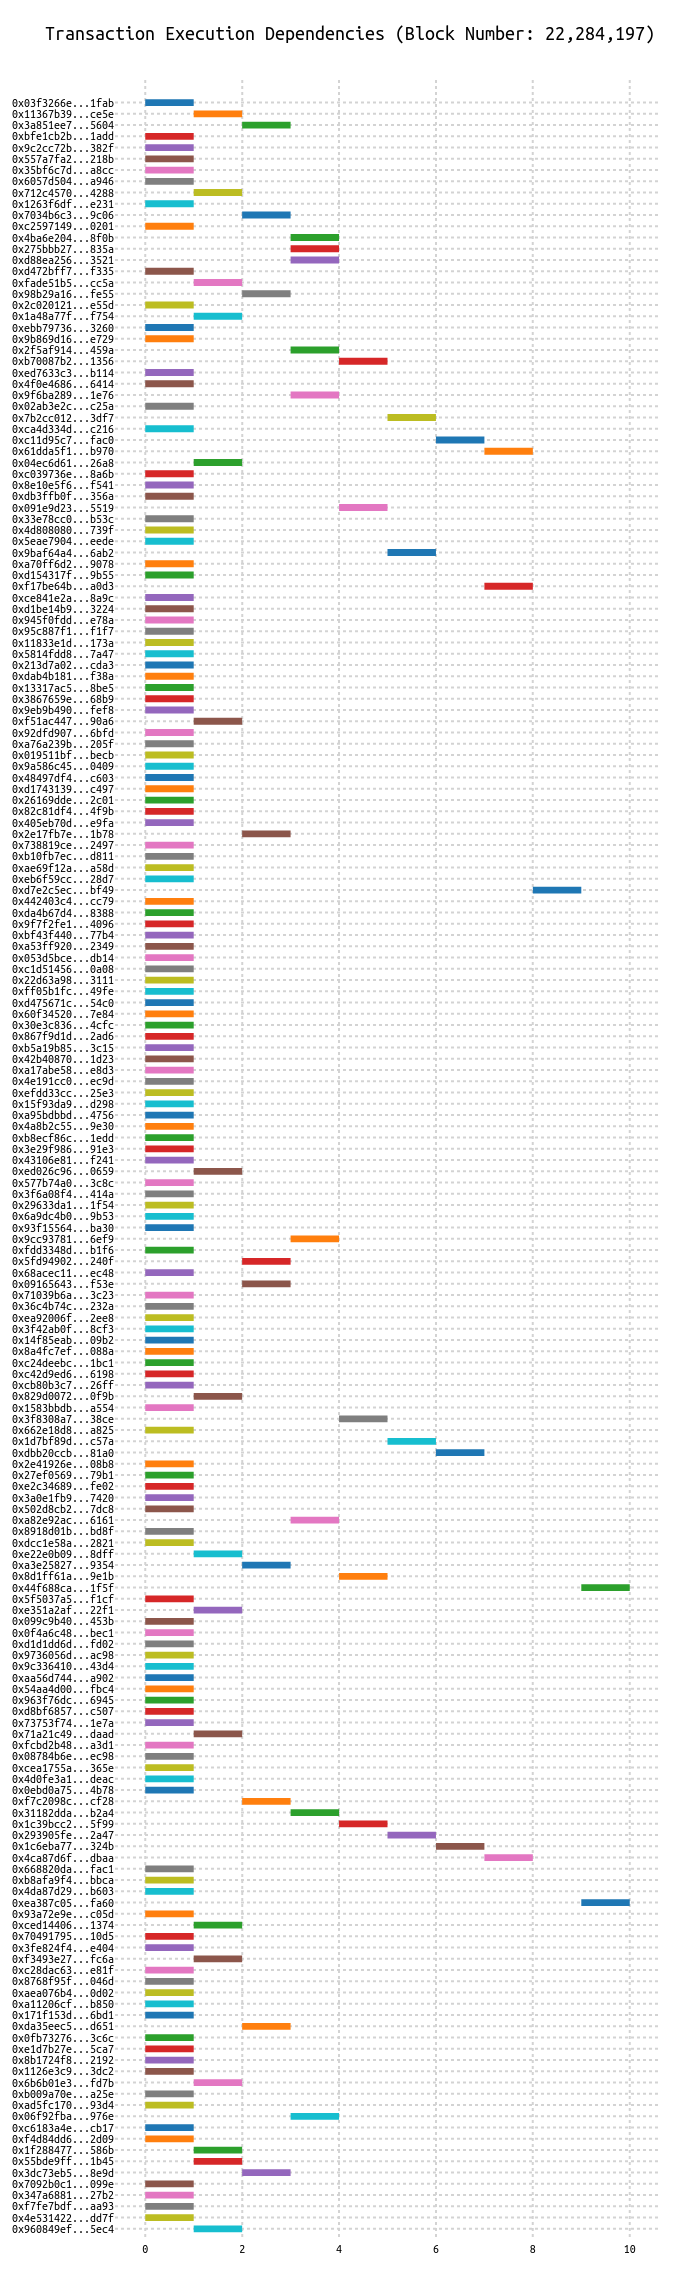 Transaction Execution Dependencies (Block Number: 22,284,197)
0x03f3266e...1fab
0x11367b39...ce5e
0x3a851ee7...5604
0xbfe1cb2b...1add
0x9c2cc72b...382f
0x557a7fa2...218b
0x35bf6c7d...a8cc
0x6057d504...a946
0x712c4570...4288
0x1263f6df...e231
0x7034b6c3...9c06
0xc2597149...0201
0x4ba6e204...8f0b
0x275bbb27...835a
0xd88ea256...3521
0xd472bff7...f335
0xfade51b5...cc5a
0x98b29a16...fe55
0x2c020121...e55d
0x1a48a77f...f754
0xebb79736...3260
0x9b869d16...e729
0x2f5af914...459a
0xb70087b2...1356
0xed7633c3...b114
0x4f0e4686...6414
0x9f6ba289...1e76
0x02ab3e2c...c25a
0x7b2cc012...3df7
0xca4d334d...c216
0xc11d95c7...fac0
0x61dda5f1...b970
0x04ec6d61...26a8
0xc039736e...8a6b
0x8e10e5f6...f541
0xdb3ffb0f...356a
0x091e9d23...5519
0x33e78cc0...b53c
0x4d808080...739f
0x5eae7904...eede
0x9baf64a4...6ab2
0xa70ff6d2...9078
0xd154317f...9b55
0xf17be64b...a0d3
0xce841e2a...8a9c
0xd1be14b9...3224
0x945f0fdd...e78a
0x95c887f1...f1f7
0x11833e1d...173a
0x5814fdd8...7a47
0x213d7a02...cda3
0xdab4b181...f38a
0x13317ac5...8be5
0x3867659e...68b9
0x9eb9b490...fef8
0xf51ac447...90a6
0x92dfd907...6bfd
0xa76a239b...205f
0x019511bf...becb
0x9a586c45...0409
0x48497df4...c603
0xd1743139...c497
0x26169dde...2c01
0x82c81df4...4f9b
0x405eb70d...e9fa
0x2e17fb7e...1b78
0x738819ce...2497
0xb10fb7ec...d811
0xae69f12a...a58d
0xeb6f59cc...28d7
0xd7e2c5ec...bf49
0x442403c4...cc79
0xda4b67d4...8388
0x9f7f2fe1...4096
0xbf43f440...77b4
0xa53ff920...2349
0x053d5bce...db14
0xc1d51456...0a08
0x22d63a98...3111
0xff05b1fc...49fe
0xd475671c...54c0
0x60f34520...7e84
0x30e3c836...4cfc
0x867f9d1d...2ad6
0xb5a19b85...3c15
0x42b40870...1d23
0xa17abe58...e8d3
0x4e191cc0...ec9d
0xefdd33cc...25e3
0x15f93da9...d298
0xa95bdbbd...4756
0x4a8b2c55...9e30
0xb8ecf86c...1edd
0x3e29f986...91e3
0x43106e81...f241
0xed026c96...0659
0x577b74a0...3c8c
0x3f6a08f4...414a
0x29633da1...1f54
0x6a9dc4b0...9b53
0x93f15564...ba30
0x9cc93781...6ef9
0xfdd3348d...b1f6
0x5fd94902...240f
0x68acec11...ec48
0x09165643...f53e
0x71039b6a...3c23
0x36c4b74c...232a
0xea92006f...2ee8
0x3f42ab0f...8cf3
0x14f85eab...09b2
0x8a4fc7ef...088a
0xc24deebc...1bc1
0xc42d9ed6...6198
0xcb80b3c7...26ff
0x829d0072...0f9b
0x1583bbdb...a554
0x3f8308a7...38ce
0x662e18d8...a825
0x1d7bf89d...c57a
0xdbb20ccb...81a0
0x2e41926e...08b8
0x27ef0569...79b1
0xe2c34689...fe02
0x3a0e1fb9...7420
0x502d8cb2...7dc8
0xa82e92ac...6161
0x8918d01b...bd8f
0xdcc1e58a...2821
0xe22e0b09...8dff
0xa3e25827...9354
0x8d1ff61a...9e1b
0x44f688ca...1f5f
0x5f5037a5...f1cf
0xe351a2af...22f1
0x099c9b40...453b
0x0f4a6c48...bec1
0xd1d1dd6d...fd02
0x9736056d...ac98
0x9c336410...43d4
0xaa56d744...a902
0x54aa4d00...fbc4
0x963f76dc...6945
0xd8bf6857...c507
0x73753f74...1e7a
0x71a21c49...daad
0xfcbd2b48...a3d1
0x08784b6e...ec98
0xcea1755a...365e
0x4d0fe3a1...deac
0x0ebd0a75...4b78
0xf7c2098c...cf28
0x31182dda...b2a4
0x1c39bcc2...5f99
0x293905fe...2a47
0x1c6eba77...324b
0x4ca87d6f...dbaa
0x668820da...fac1
0xb8afa9f4...bbca
0x4da87d29...b603
0xea387c05...fa60
0x93a72e9e...c05d
0xced14406...1374
0x70491795...10d5
0x3fe824f4...e404
0xf3493e27...fc6a
0xc28dac63...e81f
0x8768f95f...046d
0xaea076b4...0d02
0xa11206cf...b850
0x171f153d...6bd1
0xda35eec5...d651
0x0fb73276...3c6c
0xe1d7b27e...5ca7
0x8b1724f8...2192
0x1126e3c9...3dc2
0x6b6b01e3...fd7b
0xb009a70e...a25e
0xad5fc170...93d4
0x06f92fba...976e
0xc6183a4e...cb17
0xf4d84dd6...2d09
0x1f288477...586b
0x55bde9ff...1b45
0x3dc73eb5...8e9d
0x7092b0c1...099e
0x347a6881...27b2
0xf7fe7bdf...aa93
0x4e531422...dd7f
0x960849ef...5ec4
0 2 4 6 8 10